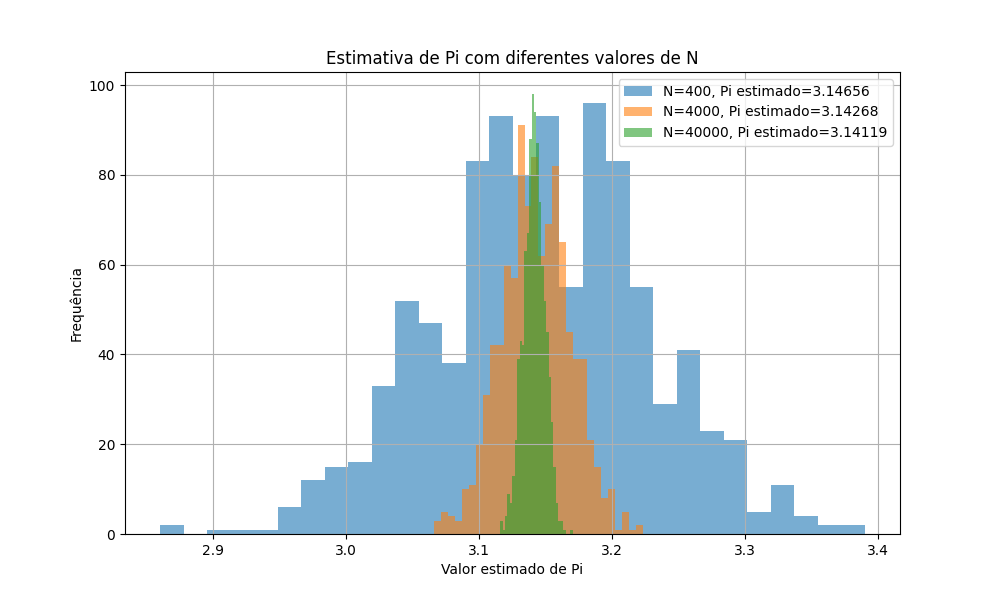 Estimativa de Pi com diferentes valores de N
N=400, Pi estimado=3.14656
N=4000, Pi estimado=3.14268
N=40000, Pi estimado=3.14119
Frequência
100
80
60
40
20
0
2.9 3.0 3.1 3.2 3.3 3.4
Valor estimado de Pi